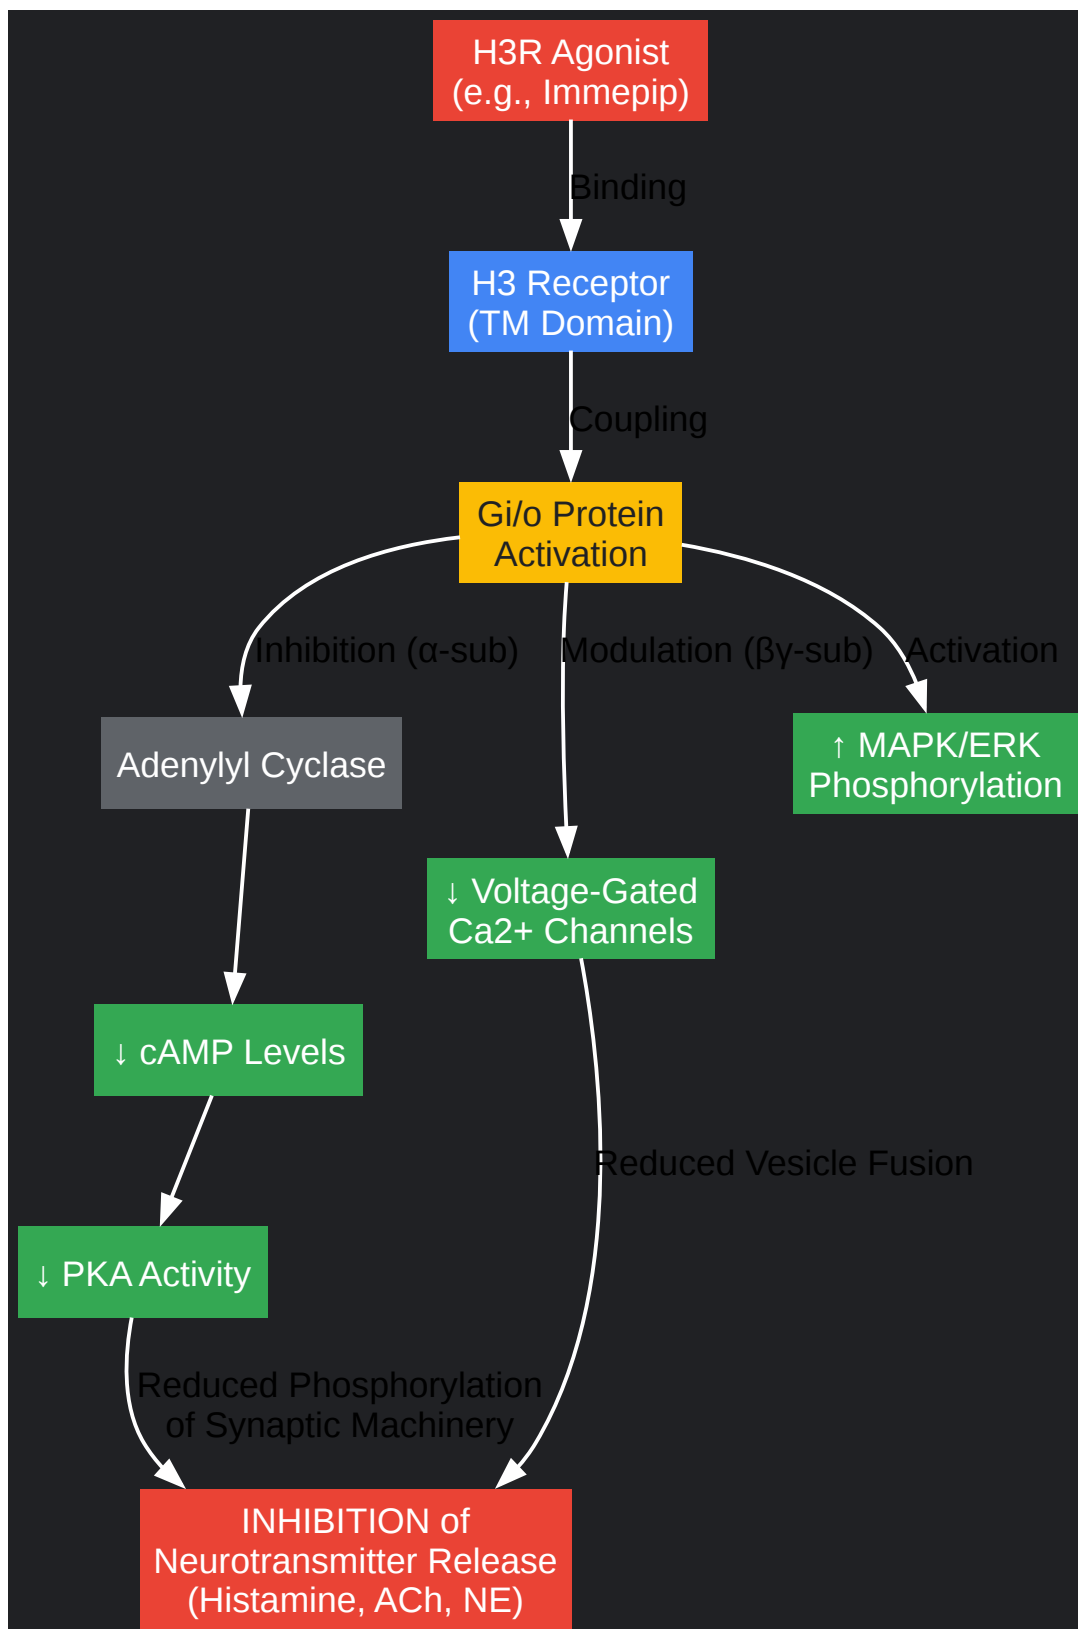 H3R Agonist
(e.g., Immepip)
Binding
H3 Receptor
(TM Domain)
Coupling
Gi/o Protein
Activation
Inhibition (α-sub)
Modulation (βγ-sub)
Activation
Adenylyl Cyclase
↑ MAPK/ERK
Phosphorylation
↓ Voltage-Gated
Ca2+ Channels
↓ cAMP Levels
Reduced Vesicle Fusion
↓ PKA Activity
Reduced Phosphorylation
of Synaptic Machinery
INHIBITION of
Neurotransmitter Release
(Histamine, ACh, NE)